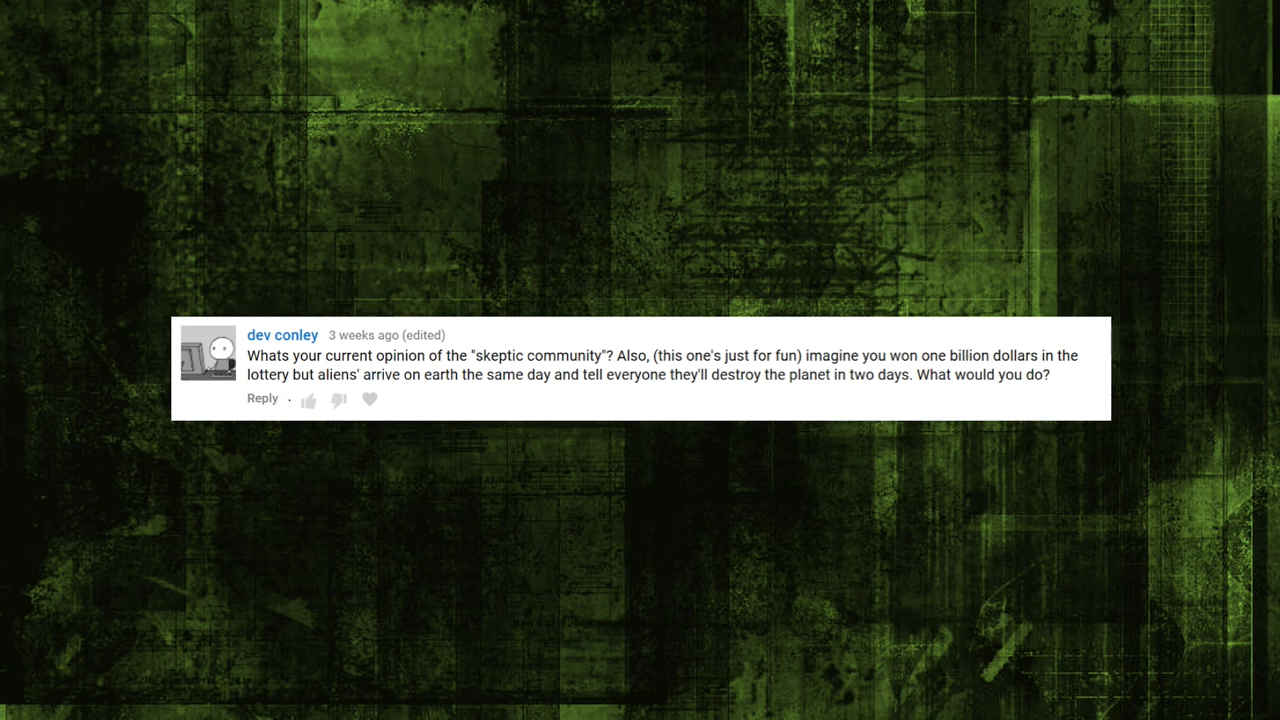 dev conley 3 weeks ago (edited)
Whats your current opinion of the "skeptic community"? Also, (this one's just for fun) imagine you won one billion dollars in the
lottery but aliens' arrive on earth the same day and tell everyone they'll destroy the planet in two days. What would you do?
Reply ·